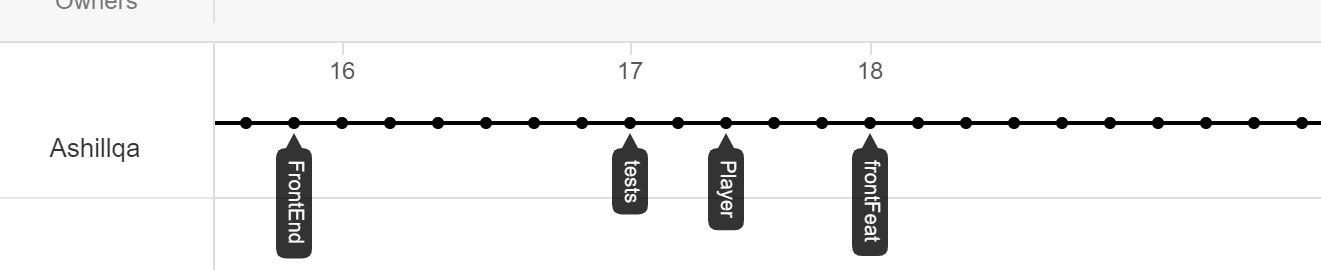 Owners
16 17 18
Ashillqa
FrontEnd
tests
Player
frontFeat